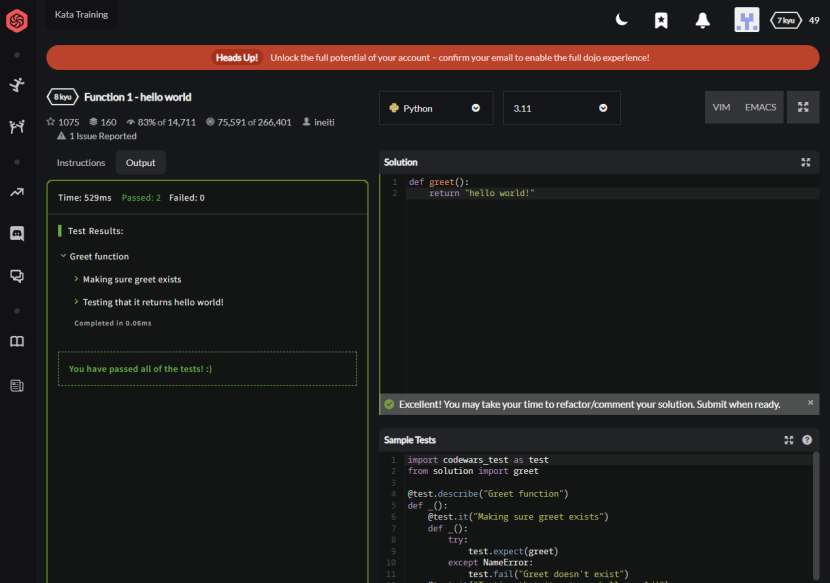 Kata Training
7 kyu 49
Heads Up! Unlock the full potential of your account – confirm your email to enable the full dojo experience!
8 kyu Function 1 - hello world
1075 160 83% of 14,711 75,591 of 266,401 ineiti
1 Issue Reported
Python 3.11 VIM EMACS
Instructions Output
Time: 529ms Passed: 2 Failed: 0
Test Results:
Greet function
Making sure greet exists
Testing that it returns hello world!
Completed in 0.06ms
You have passed all of the tests! :)
Solution
1 def greet():
2 return "hello world!"
Excellent! You may take your time to refactor/comment your solution. Submit when ready. ×
Sample Tests ?
1 import codewars_test as test
2 from solution import greet
3
4 @test.describe("Greet function")
5 def _():
6 @test.it("Making sure greet exists")
7 def _():
8 try:
9 test.expect(greet)
10 except NameError:
11 test.fail("Greet doesn't exist")